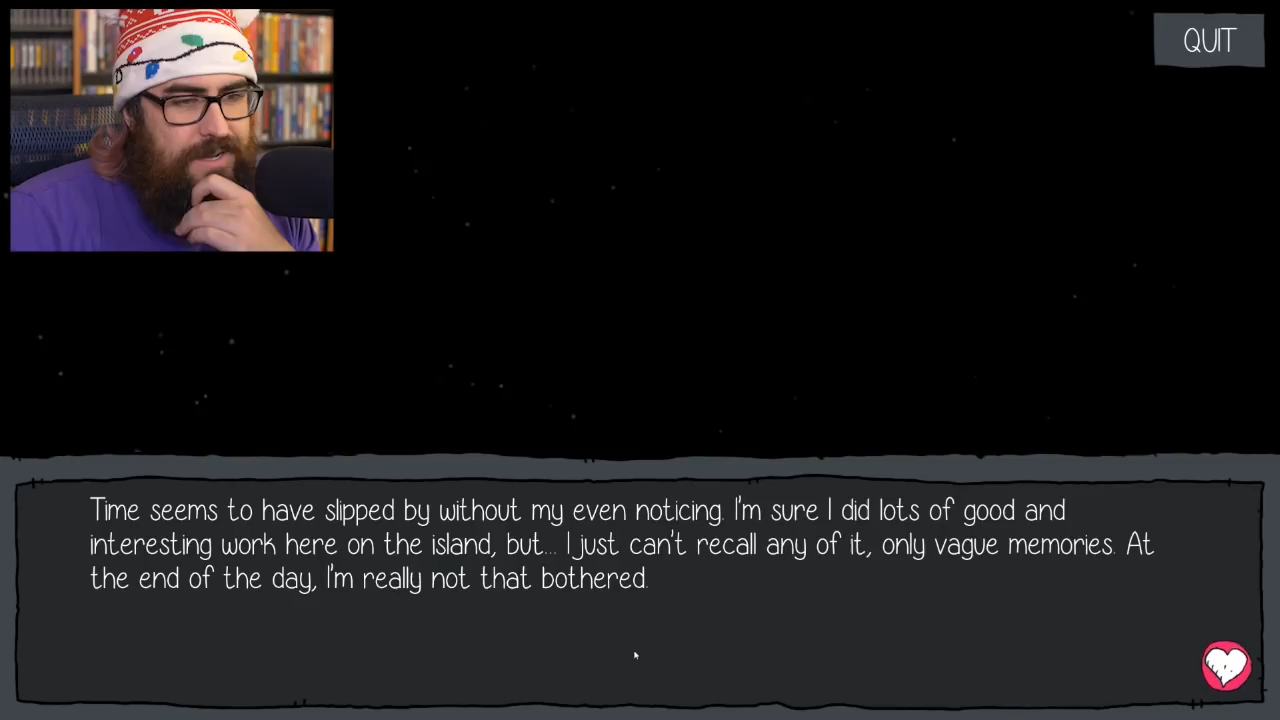 QUIT
Time seems to have slipped by without my even noticing. I'm sure I did lots of good and
interesting work here on the island, but... I just can't recall any of it, only vague memories. At
the end of the day, I'm really not that bothered.